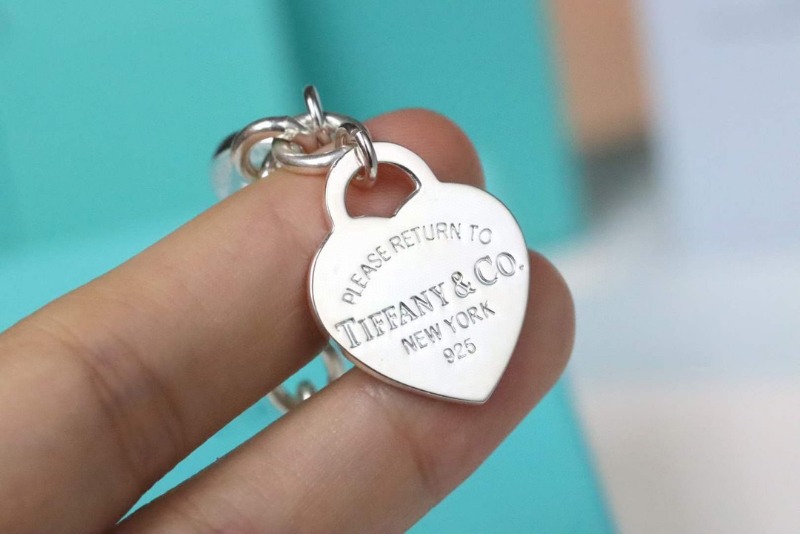 PLEASE RETURN TO
TIFFANY & CO.
NEW YORK
925